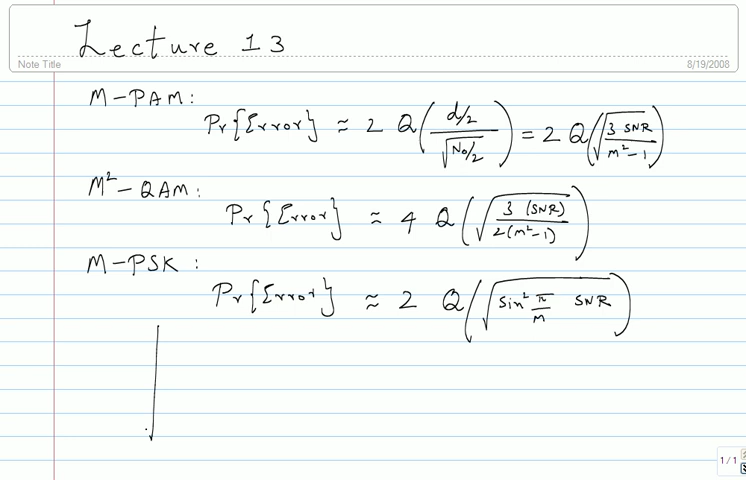 Lecture 13
Note Title
8/19/2008
M-PAM:
Pr{Error} ≈ 2 Q( (d/2) / √(N₀/2) ) = 2 Q( √( 3 SNR / (M²-1) ) )
M²-QAM:
Pr{Error} ≈ 4 Q( √( 3 (SNR) / 2(M²-1) ) )
M-PSK:
Pr{Error} ≈ 2 Q( √( sin² π/M SNR ) )
1/1